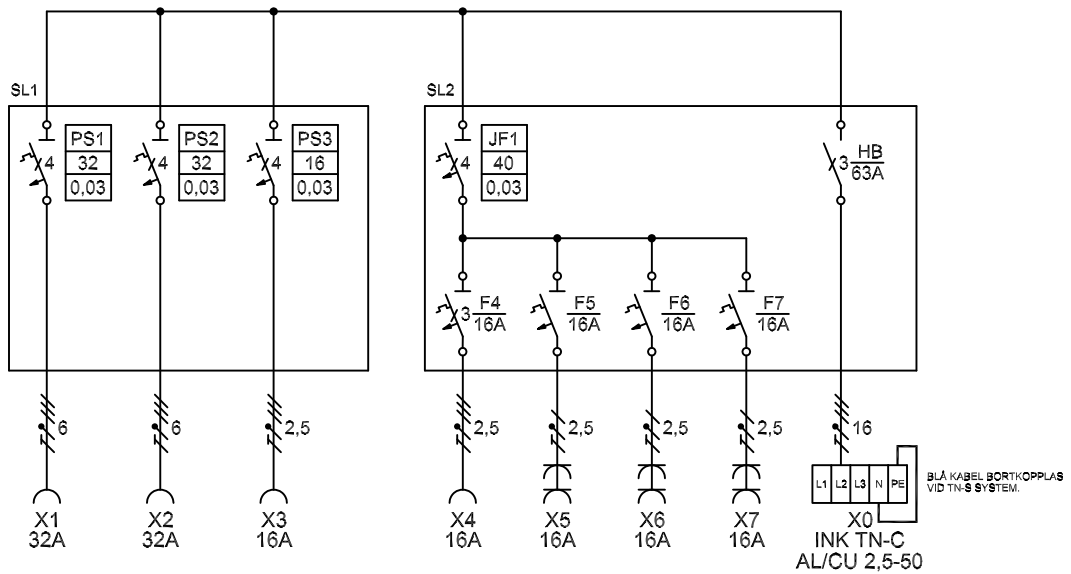 SL1
SL2
PS1
32
0,03
PS2
32
0,03
PS3
16
0,03
JF1
40
0,03
HB
63A
4
4
4
4
3
3
F4
16A
F5
16A
F6
16A
F7
16A
6
6
2,5
2,5
2,5
2,5
2,5
16
L1 L2 L3 N PE
BLÅ KABEL BORTKOPPLAS
VID TN-S SYSTEM.
X1
32A
X2
32A
X3
16A
X4
16A
X5
16A
X6
16A
X7
16A
X0
INK TN-C
AL/CU 2,5-50